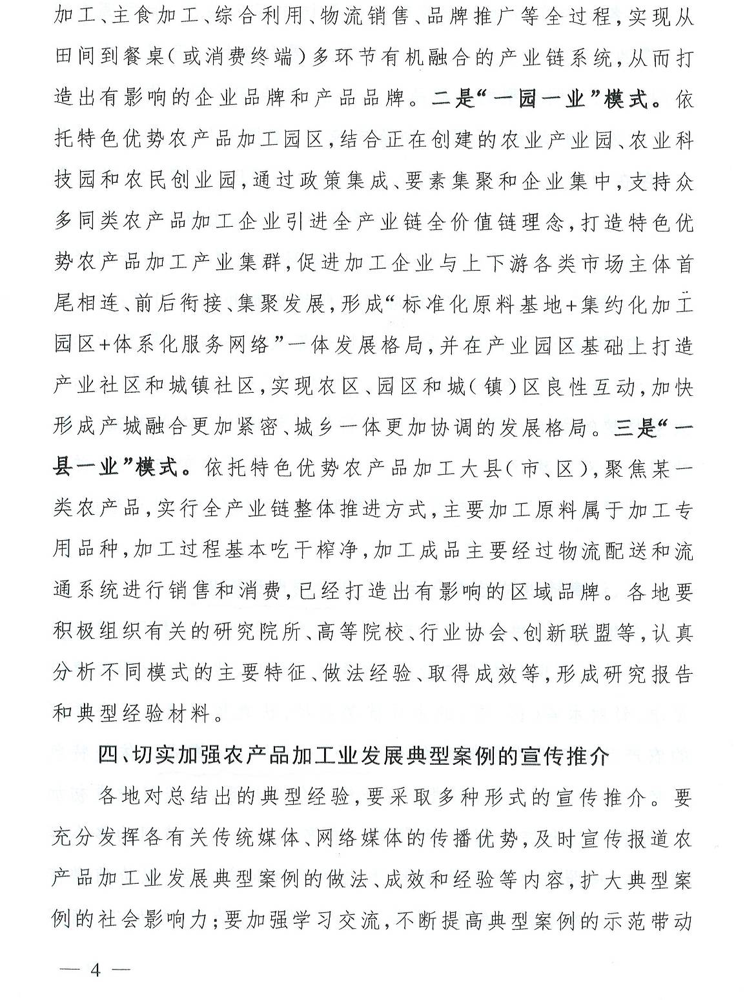 加工、主食加工、综合利用、物流销售、品牌推广等全过程,实现从
田间到餐桌(或消费终端)多环节有机融合的产业链系统,从而打
造出有影响的企业品牌和产品品牌。二是“一园一业”模式。依
托特色优势农产品加工园区,结合正在创建的农业产业园、农业科
技园和农民创业园,通过政策集成、要素集聚和企业集中,支持众
多同类农产品加工企业引进全产业链全价值链理念,打造特色优
势农产品加工产业集群,促进加工企业与上下游各类市场主体首
尾相连、前后衔接、集聚发展,形成“标准化原料基地+集约化加工
园区+体系化服务网络”一体发展格局,并在产业园区基础上打造
产业社区和城镇社区,实现农区、园区和城(镇)区良性互动,加快
形成产城融合更加紧密、城乡一体更加协调的发展格局。三是“一
县一业”模式。依托特色优势农产品加工大县(市、区),聚焦某一
类农产品,实行全产业链整体推进方式,主要加工原料属于加工专
用品种,加工过程基本吃干榨净,加工成品主要经过物流配送和流
通系统进行销售和消费,已经打造出有影响的区域品牌。各地要
积极组织有关的研究院所、高等院校、行业协会、创新联盟等,认真
分析不同模式的主要特征、做法经验、取得成效等,形成研究报告
和典型经验材料。
四、切实加强农产品加工业发展典型案例的宣传推介
各地对总结出的典型经验,要采取多种形式的宣传推介。要
充分发挥各有关传统媒体、网络媒体的传播优势,及时宣传报道农
产品加工业发展典型案例的做法、成效和经验等内容,扩大典型案
例的社会影响力;要加强学习交流,不断提高典型案例的示范带动
— 4 —